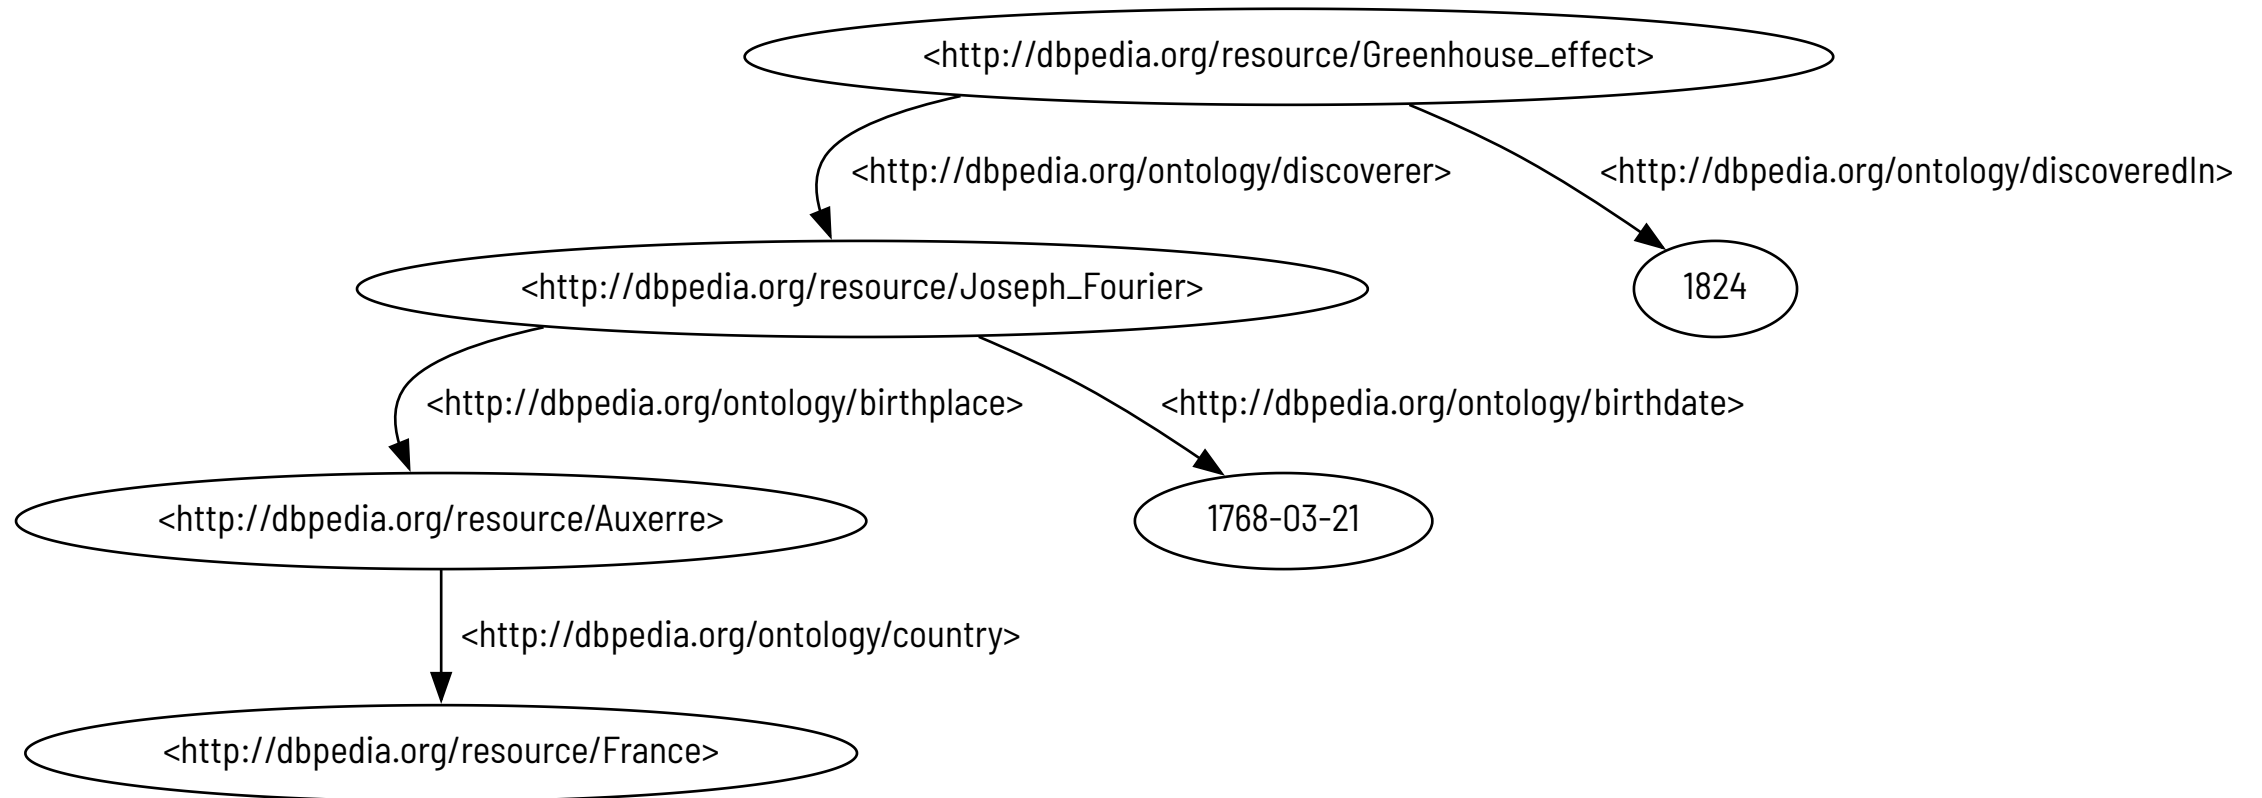 <http://dbpedia.org/resource/Greenhouse_effect>
<http://dbpedia.org/ontology/discoverer>
<http://dbpedia.org/ontology/discoveredIn>
<http://dbpedia.org/resource/Joseph_Fourier>
1824
<http://dbpedia.org/ontology/birthplace>
<http://dbpedia.org/ontology/birthdate>
<http://dbpedia.org/resource/Auxerre>
1768-03-21
<http://dbpedia.org/ontology/country>
<http://dbpedia.org/resource/France>